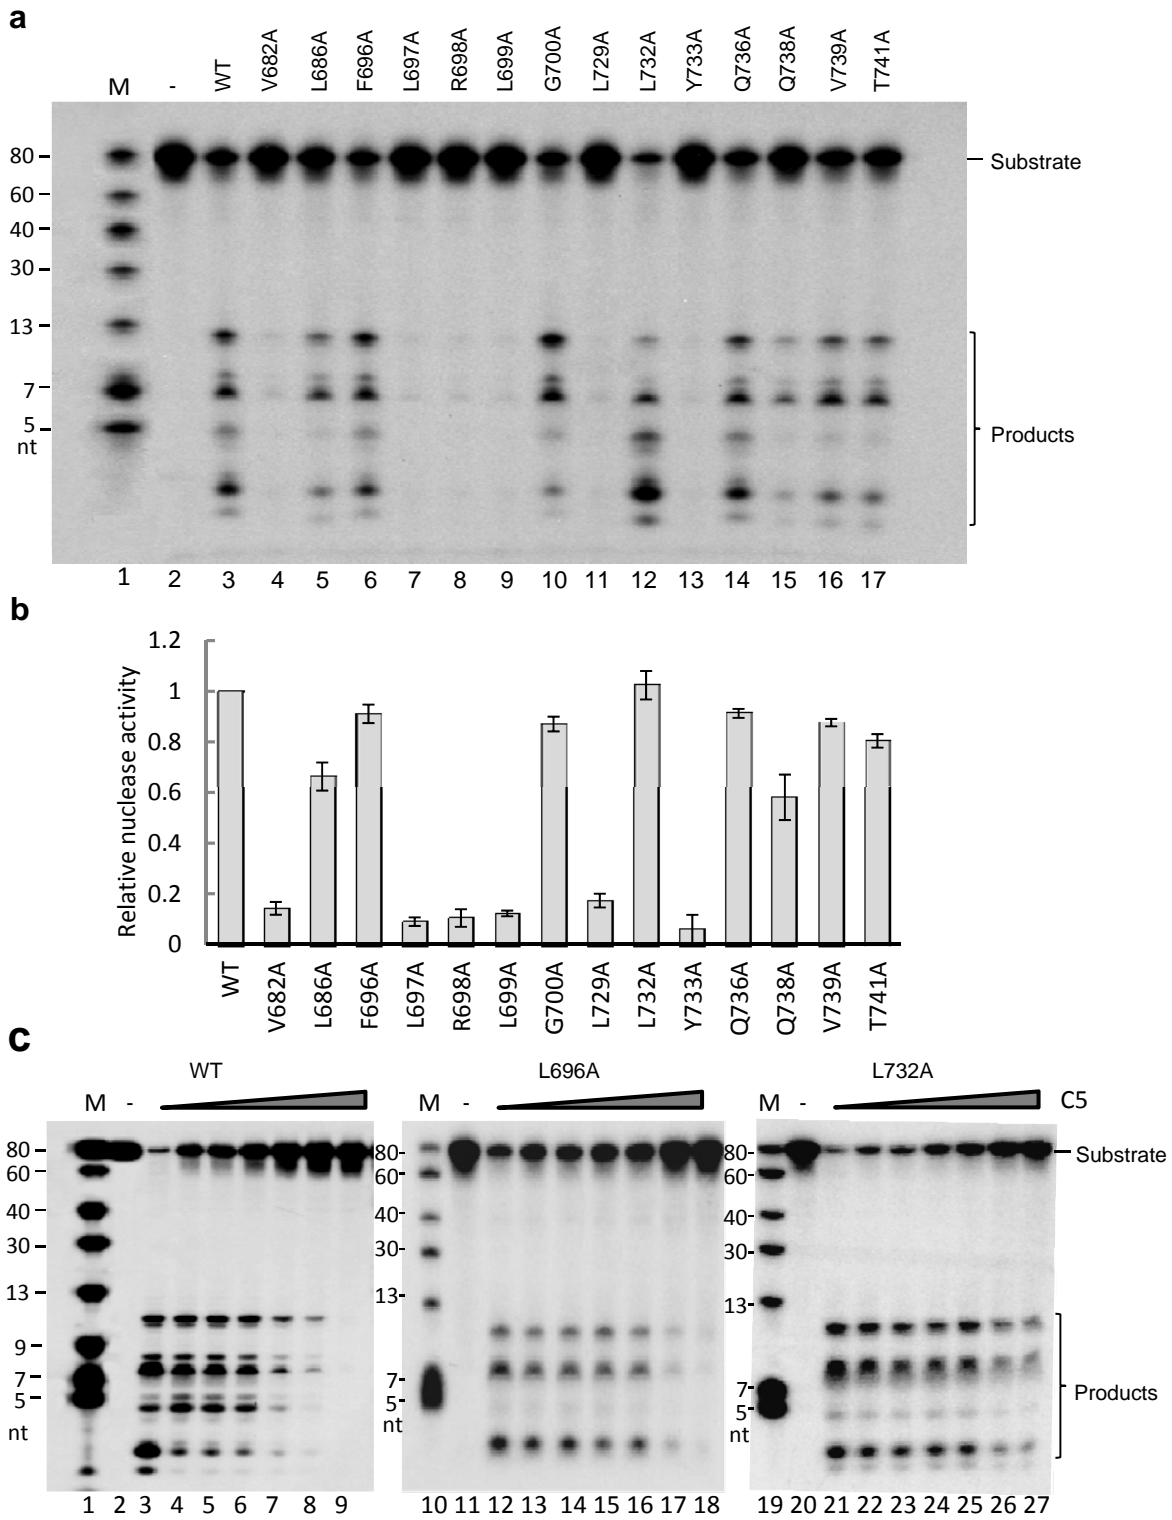 a
M - WT V682A L686A F696A L697A R698A L699A G700A L729A L732A Y733A Q736A Q738A V739A T741A
80
60
40
30
13
7
5
nt
Substrate
Products
1 2 3 4 5 6 7 8 9 10 11 12 13 14 15 16 17
b
Relative nuclease activity
1.2
1
0.8
0.6
0.4
0.2
0
WT V682A L686A F696A L697A R698A L699A G700A L729A L732A Y733A Q736A Q738A V739A T741A
c
WT L696A L732A
M - M - M - C5
80
60
40
30
13
9
7
5
nt
80
60
40
30
13
7
5
nt
80
60
40
30
13
7
5
nt
Substrate
Products
1 2 3 4 5 6 7 8 9 10 11 12 13 14 15 16 17 18 19 20 21 22 23 24 25 26 27